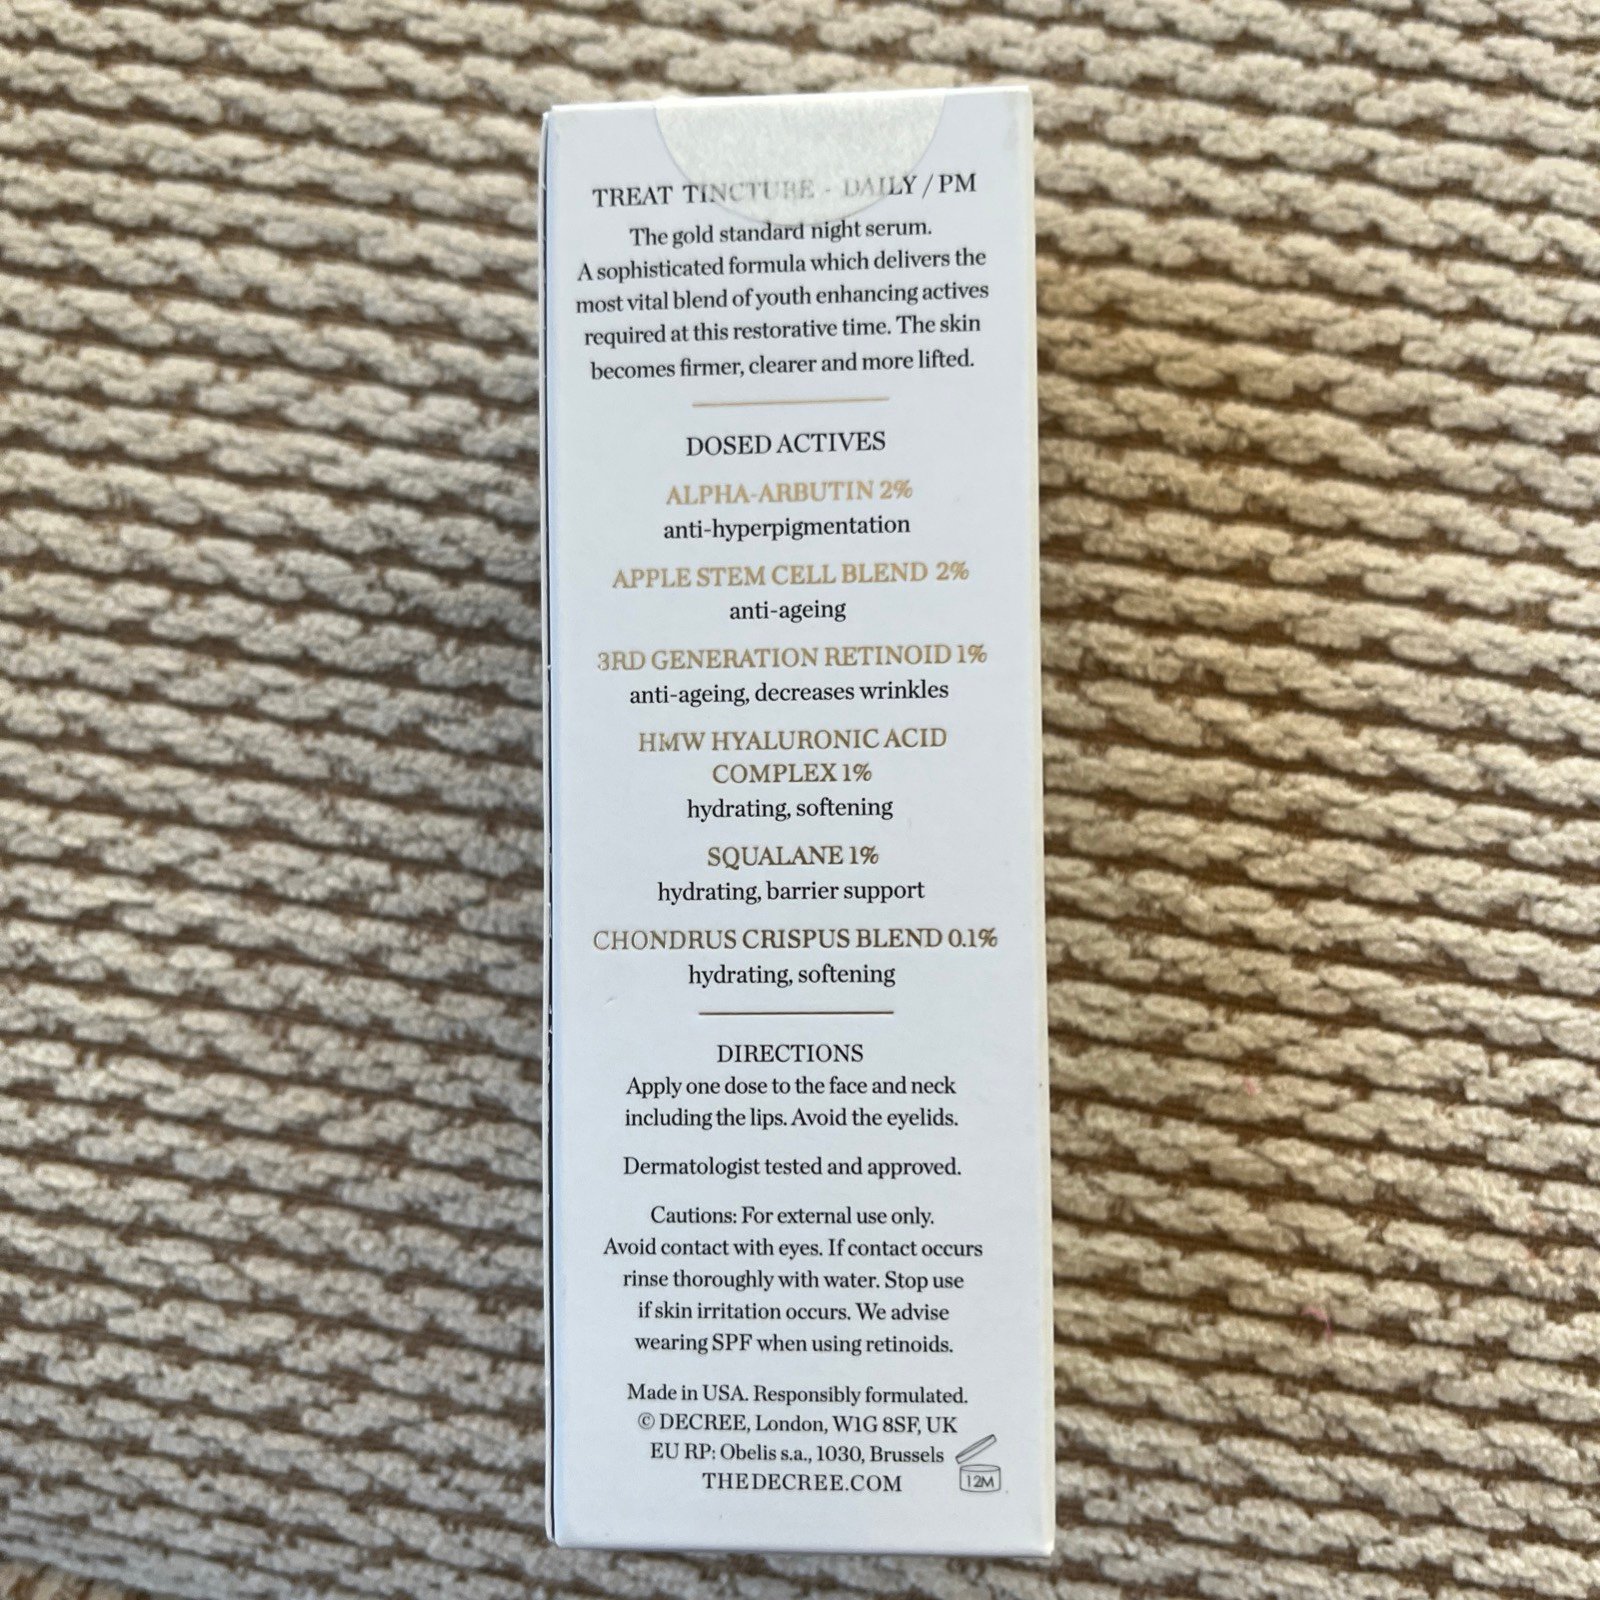 TREAT TINCTURE - DAILY / PM
The gold standard night serum.
A sophisticated formula which delivers the
most vital blend of youth enhancing actives
required at this restorative time. The skin
becomes firmer, clearer and more lifted.
DOSED ACTIVES
ALPHA-ARBUTIN 2%
anti-hyperpigmentation
APPLE STEM CELL BLEND 2%
anti-ageing
3RD GENERATION RETINOID 1%
anti-ageing, decreases wrinkles
HMW HYALURONIC ACID
COMPLEX 1%
hydrating, softening
SQUALANE 1%
hydrating, barrier support
CHONDRUS CRISPUS BLEND 0.1%
hydrating, softening
DIRECTIONS
Apply one dose to the face and neck
including the lips. Avoid the eyelids.
Dermatologist tested and approved.
Cautions: For external use only.
Avoid contact with eyes. If contact occurs
rinse thoroughly with water. Stop use
if skin irritation occurs. We advise
wearing SPF when using retinoids.
Made in USA. Responsibly formulated.
© DECREE, London, W1G 8SF, UK
EU RP: Obelis s.a., 1030, Brussels
THEDECREE.COM
12M